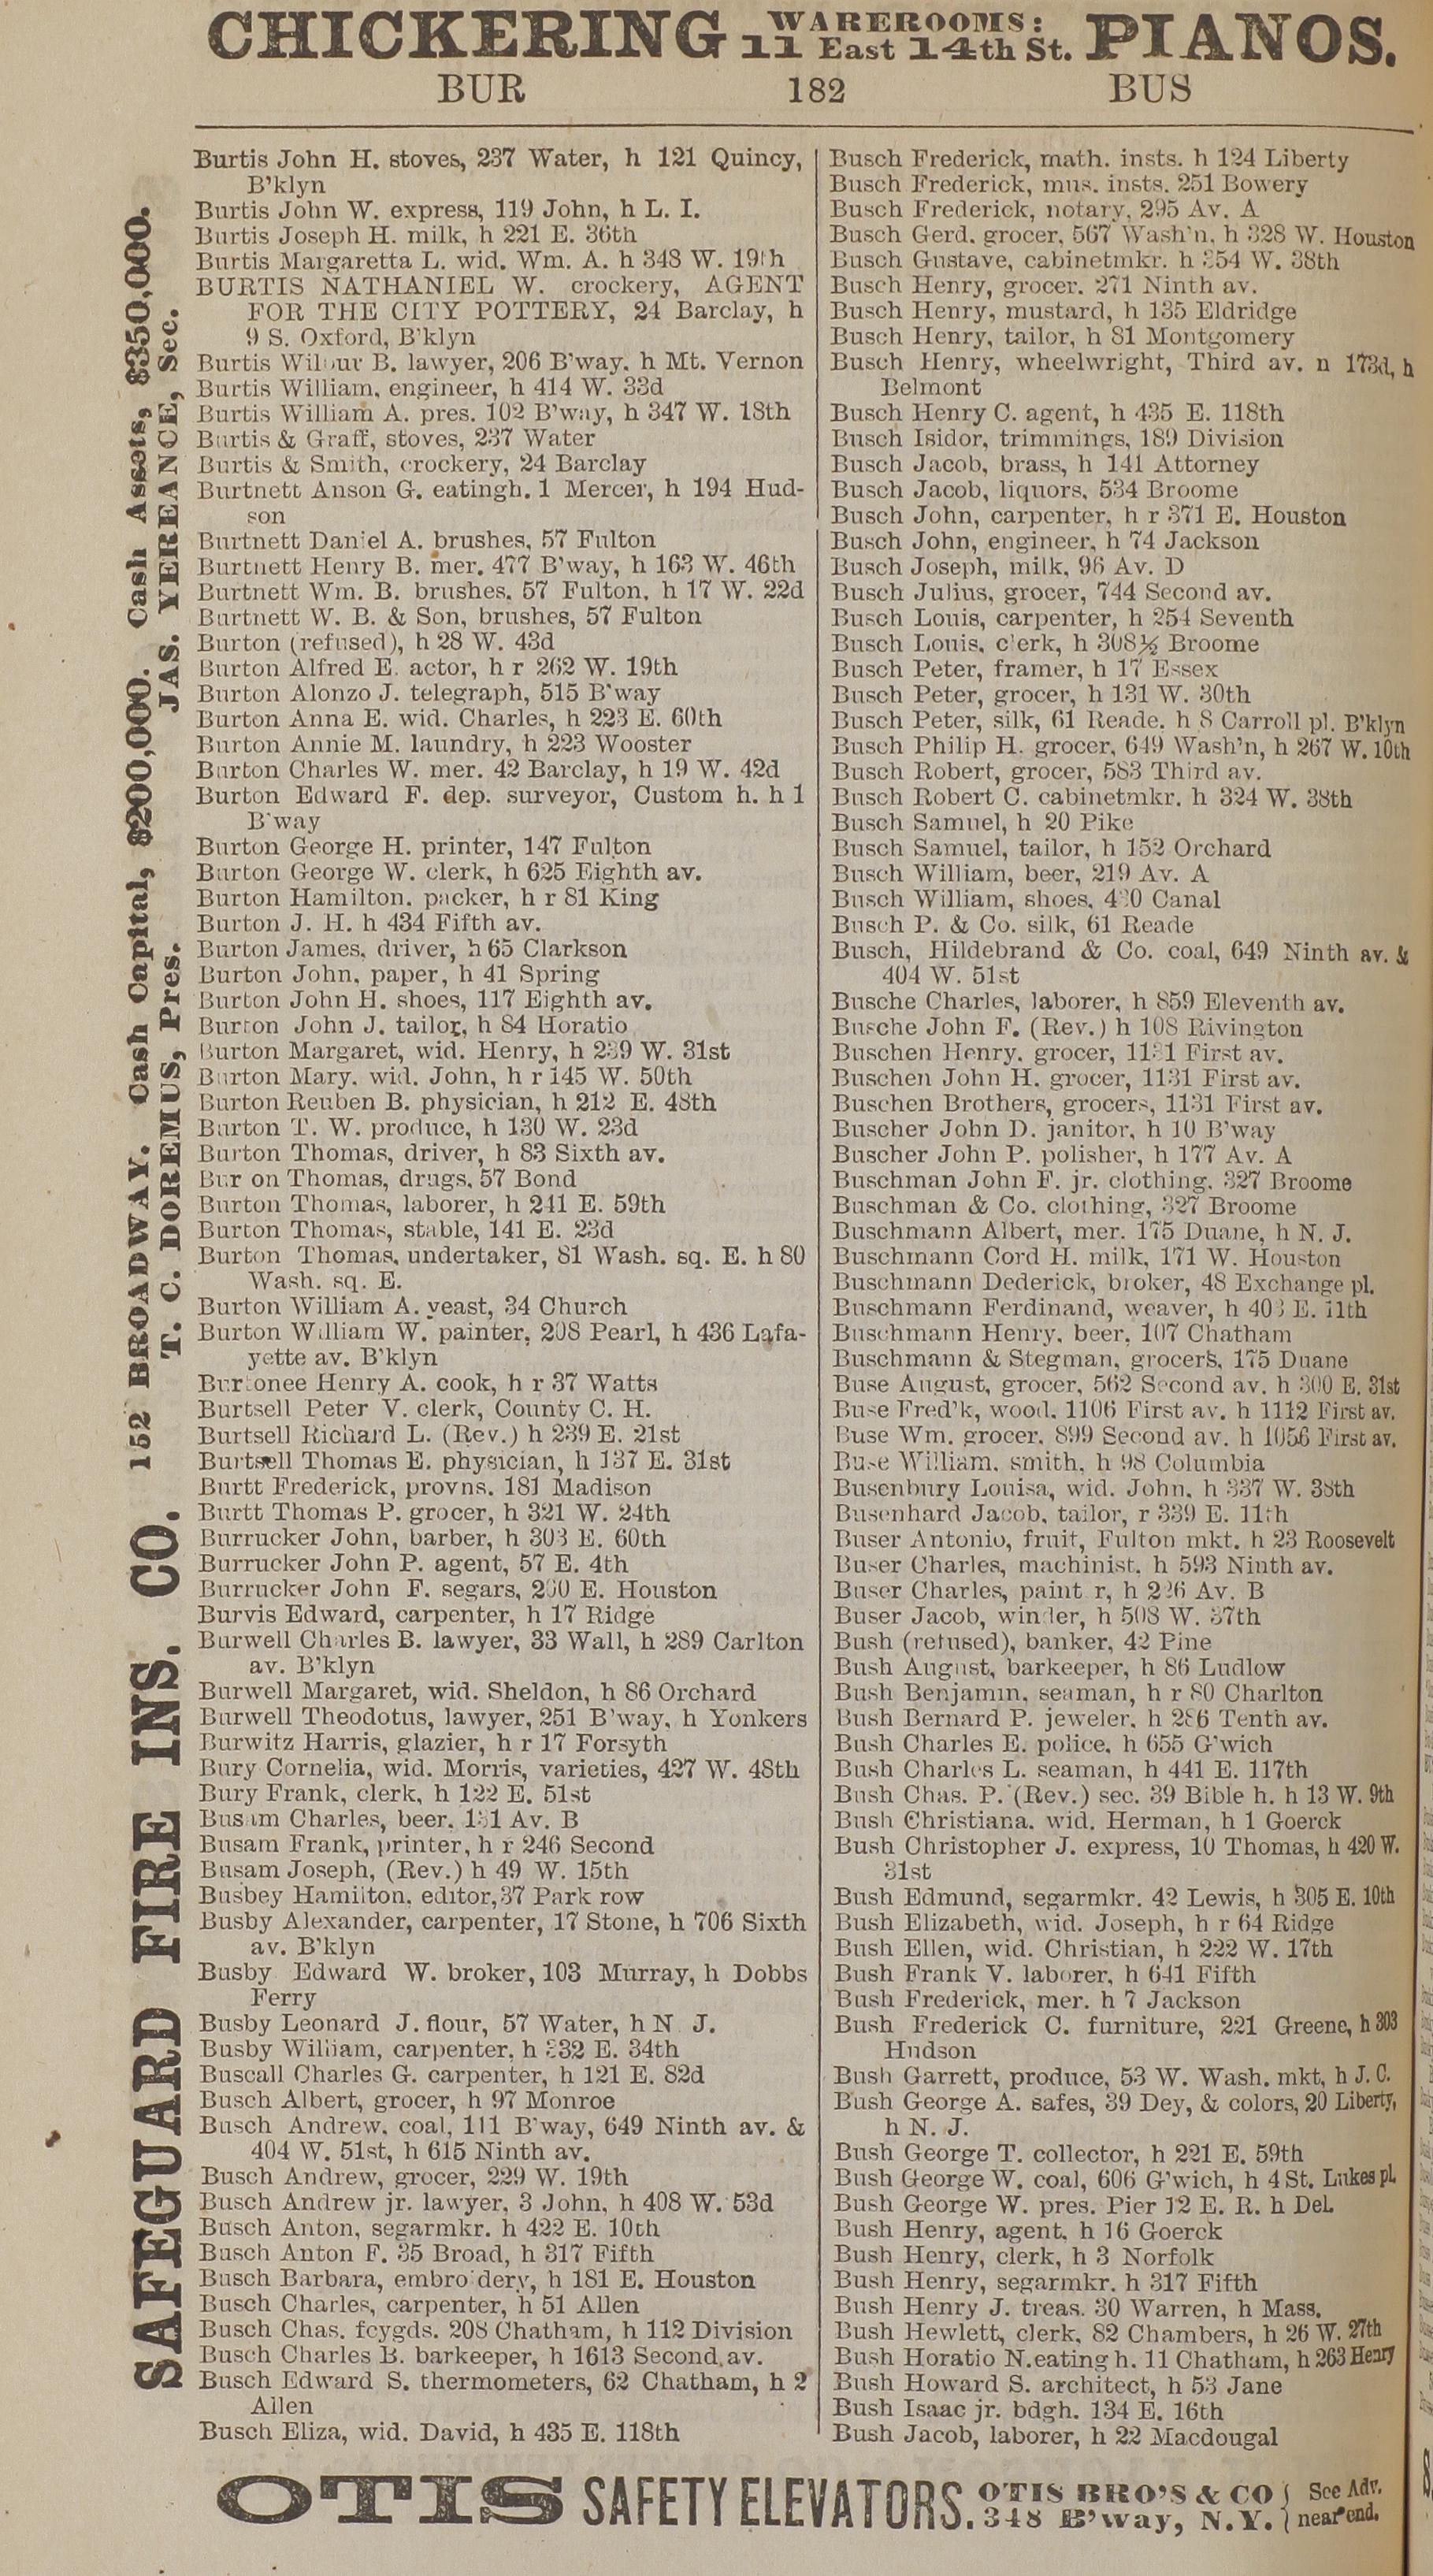 CHICKERING WAREROOMS: 11 East 14th St. PIANOS.
BUR 182 BUS
Burtis John H. stoves, 237 Water, h 121 Quincy,
B'klyn
Burtis John W. express, 119 John, h L. I.
Burtis Joseph H. milk, h 221 E. 36th
Burtis Margaretta L. wid. Wm. A. h 348 W. 19th
BURTIS NATHANIEL W. crockery, AGENT
FOR THE CITY POTTERY, 24 Barclay, h
9 S. Oxford, B'klyn
Burtis Wilbur B. lawyer, 206 B'way, h Mt. Vernon
Burtis William, engineer, h 414 W. 33d
Burtis William A. pres. 102 B'way, h 347 W. 18th
Burtis & Graff, stoves, 237 Water
Burtis & Smith, crockery, 24 Barclay
Burtnett Anson G. eatingh. 1 Mercer, h 194 Hud-
son
Burtnett Daniel A. brushes, 57 Fulton
Burtnett Henry B. mer. 477 B'way, h 163 W. 46th
Burtnett Wm. B. brushes, 57 Fulton, h 17 W. 22d
Burtnett W. B. & Son, brushes, 57 Fulton
Burton (refused), h 28 W. 43d
Burton Alfred E. actor, h r 262 W. 19th
Burton Alonzo J. telegraph, 515 B'way
Burton Anna E. wid. Charles, h 223 E. 60th
Burton Annie M. laundry, h 223 Wooster
Burton Charles W. mer. 42 Barclay, h 19 W. 42d
Burton Edward F. dep. surveyor, Custom h. h 1
B'way
Burton George H. printer, 147 Fulton
Burton George W. clerk, h 625 Eighth av.
Burton Hamilton, packer, h r 81 King
Burton J. H. h 434 Fifth av.
Burton James, driver, h 65 Clarkson
Burton John, paper, h 41 Spring
Burton John H. shoes, 117 Eighth av.
Burton John J. tailor, h 84 Horatio
Burton Margaret, wid. Henry, h 239 W. 31st
Burton Mary, wid. John, h r 145 W. 50th
Burton Reuben B. physician, h 212 E. 48th
Burton T. W. produce, h 130 W. 23d
Burton Thomas, driver, h 83 Sixth av.
Bur on Thomas, drugs, 57 Bond
Burton Thomas, laborer, h 241 E. 59th
Burton Thomas, stable, 141 E. 23d
Burton Thomas, undertaker, 81 Wash. sq. E. h 80
Wash. sq. E.
Burton William A. yeast, 34 Church
Burton William W. painter, 208 Pearl, h 436 Lafa-
yette av. B'klyn
Burtonee Henry A. cook, h r 37 Watts
Burtsell Peter V. clerk, County C. H.
Burtsell Richard L. (Rev.) h 239 E. 21st
Burtsell Thomas E. physician, h 137 E. 31st
Burtt Frederick, provns. 181 Madison
Burtt Thomas P. grocer, h 321 W. 24th
Burrucker John, barber, h 303 E. 60th
Burrucker John P. agent, 57 E. 4th
Burrucker John F. segars, E. Houston
Burvis Edward, carpenter, h 17 Ridge
Burwell Charles B. lawyer, 33 Wall, h 289 Carlton
av. B'klyn
Burwell Margaret, wid. Sheldon, h 86 Orchard
Burwell Theodotus, lawyer, 251 B'way, h Yonkers
Burwitz Harris, glazier, h r 17 Forsyth
Bury Cornelia, wid. Morris, varieties, 427 W. 48th
Bury Frank, clerk, h 122 E. 51st
Busam Charles, beer, Av. B
Busam Frank, printer, h r 246 Second
Busam Joseph, (Rev.) h 49 W. 15th
Busbey Hamilton, editor, 37 Park row
Busby Alexander, carpenter, 17 Stone, h 706 Sixth
av. B'klyn
Busby Edward W. broker, 103 Murray, h Dobbs
Ferry
Busby Leonard J. flour, 57 Water, h N J.
Busby William, carpenter, h 332 E. 34th
Buscall Charles G. carpenter, h 121 E. 82d
Busch Albert, grocer, h 97 Monroe
Busch Andrew, coal, 111 B'way, 649 Ninth av. &
404 W. 51st, h 615 Ninth av.
Busch Andrew, grocer, 229 W. 19th
Busch Andrew jr. lawyer, 3 John, h 408 W. 53d
Busch Anton, segarmkr. h 422 E. 10th
Busch Anton F. 35 Broad, h 317 Fifth
Busch Barbara, embroidery, h 181 E. Houston
Busch Charles, carpenter, h 51 Allen
Busch Chas. fcygds. 208 Chatham, h 112 Division
Busch Charles B. barkeeper, h 1613 Second av.
Busch Edward S. thermometers, 62 Chatham, h 2
Allen
Busch Eliza, wid. David, h 435 E. 118th
Busch Frederick, math. insts. h 124 Liberty
Busch Frederick, mus. insts. 251 Bowery
Busch Frederick, notary, 295 Av. A
Busch Gerd. grocer, 567 Wash'n, h 328 W. Houston
Busch Gustave, cabinetmkr. h 354 W. 38th
Busch Henry, grocer, 271 Ninth av.
Busch Henry, mustard, h 135 Eldridge
Busch Henry, tailor, h 81 Montgomery
Busch Henry, wheelwright, Third av. n 173d, h
Belmont
Busch Henry C. agent, h 435 E. 118th
Busch Isidor, trimmings, 189 Division
Busch Jacob, brass, h 141 Attorney
Busch Jacob, liquors, 534 Broome
Busch John, carpenter, h r 371 E. Houston
Busch John, engineer, h 74 Jackson
Busch Joseph, milk, 96 Av. D
Busch Julius, grocer, 744 Second av.
Busch Louis, carpenter, h 254 Seventh
Busch Louis, clerk, h 308½ Broome
Busch Peter, framer, h 17 Essex
Busch Peter, grocer, h 131 W. 30th
Busch Peter, silk, 61 Reade, h 8 Carroll pl. B'klyn
Busch Philip H. grocer, 649 Wash'n, h 267 W. 10th
Busch Robert, grocer, 583 Third av.
Busch Robert C. cabinetmkr. h 324 W. 38th
Busch Samuel, h 20 Pike
Busch Samuel, tailor, h 152 Orchard
Busch William, beer, 219 Av. A
Busch William, shoes, Canal
Busch P. & Co. silk, 61 Reade
Busch, Hildebrand & Co. coal, 649 Ninth av. &
404 W. 51st
Busche Charles, laborer, h 859 Eleventh av.
Busche John F. (Rev.) h 108 Rivington
Buschen Henry, grocer, 1131 First av.
Buschen John H. grocer, 1131 First av.
Buschen Brothers, grocers, 1131 First av.
Buscher John D. janitor, h 10 B'way
Buscher John P. polisher, h 177 Av. A
Buschman John F. jr. clothing, 327 Broome
Buschman & Co. clothing, 327 Broome
Buschmann Albert, mer. 175 Duane, h N. J.
Buschmann Cord H. milk, 171 W. Houston
Buschmann Dederick, broker, 48 Exchange pl.
Buschmann Ferdinand, weaver, h 403 E. 11th
Buschmann Henry, beer, 107 Chatham
Buschmann & Stegman, grocers, 175 Duane
Buse August, grocer, 562 Second av. h 300 E. 31st
Buse Fred'k, wood, 1106 First av. h 1112 First av.
Buse Wm. grocer, 899 Second av. h 1056 First av.
Buse William, smith, h 98 Columbia
Busenbury Louisa, wid. John, h 337 W. 38th
Busenhard Jacob, tailor, r 339 E. 11th
Buser Antonio, fruit, Fulton mkt. h 23 Roosevelt
Buser Charles, machinist, h 593 Ninth av.
Buser Charles, paint r, h 226 Av. B
Buser Jacob, winder, h 508 W. 37th
Bush (refused), banker, 42 Pine
Bush August, barkeeper, h 86 Ludlow
Bush Benjamin, seaman, h r 80 Charlton
Bush Bernard P. jeweler, h 286 Tenth av.
Bush Charles E. police, h 655 G'wich
Bush Charles L. seaman, h 441 E. 117th
Bush Chas. P. (Rev.) sec. 39 Bible h. h 13 W. 9th
Bush Christiana, wid. Herman, h 1 Goerck
Bush Christopher J. express, 10 Thomas, h 420 W.
31st
Bush Edmund, segarmkr. 42 Lewis, h 305 E. 10th
Bush Elizabeth, wid. Joseph, h r 64 Ridge
Bush Ellen, wid. Christian, h 222 W. 17th
Bush Frank V. laborer, h 641 Fifth
Bush Frederick, mer. h 7 Jackson
Bush Frederick C. furniture, 221 Greene, h 303
Hudson
Bush Garrett, produce, 53 W. Wash. mkt, h J. C.
Bush George A. safes, 39 Dey, & colors, 20 Liberty,
h N. J.
Bush George T. collector, h 221 E. 59th
Bush George W. coal, 606 G'wich, h 4 St. Lukes pl.
Bush George W. pres. Pier 12 E. R. h Del.
Bush Henry, agent, h 16 Goerck
Bush Henry, clerk, h 3 Norfolk
Bush Henry, segarmkr. h 317 Fifth
Bush Henry J. treas. 30 Warren, h Mass.
Bush Hewlett, clerk, 82 Chambers, h 26 W. 27th
Bush Horatio N. eating h. 11 Chatham, h 263 Henry
Bush Howard S. architect, h 53 Jane
Bush Isaac jr. bdgh. 134 E. 16th
Bush Jacob, laborer, h 22 Macdougal
SAFEGUARD FIRE INS. CO. 152 BROADWAY. Cash Capital, $200,000. Cash Assets, $350,000.
T. C. DOREMUS, Pres. JAS. YEREANCE, Sec.
OTIS SAFETY ELEVATORS. OTIS BRO'S & CO See Adv.
348 B'way, N. Y. near end.